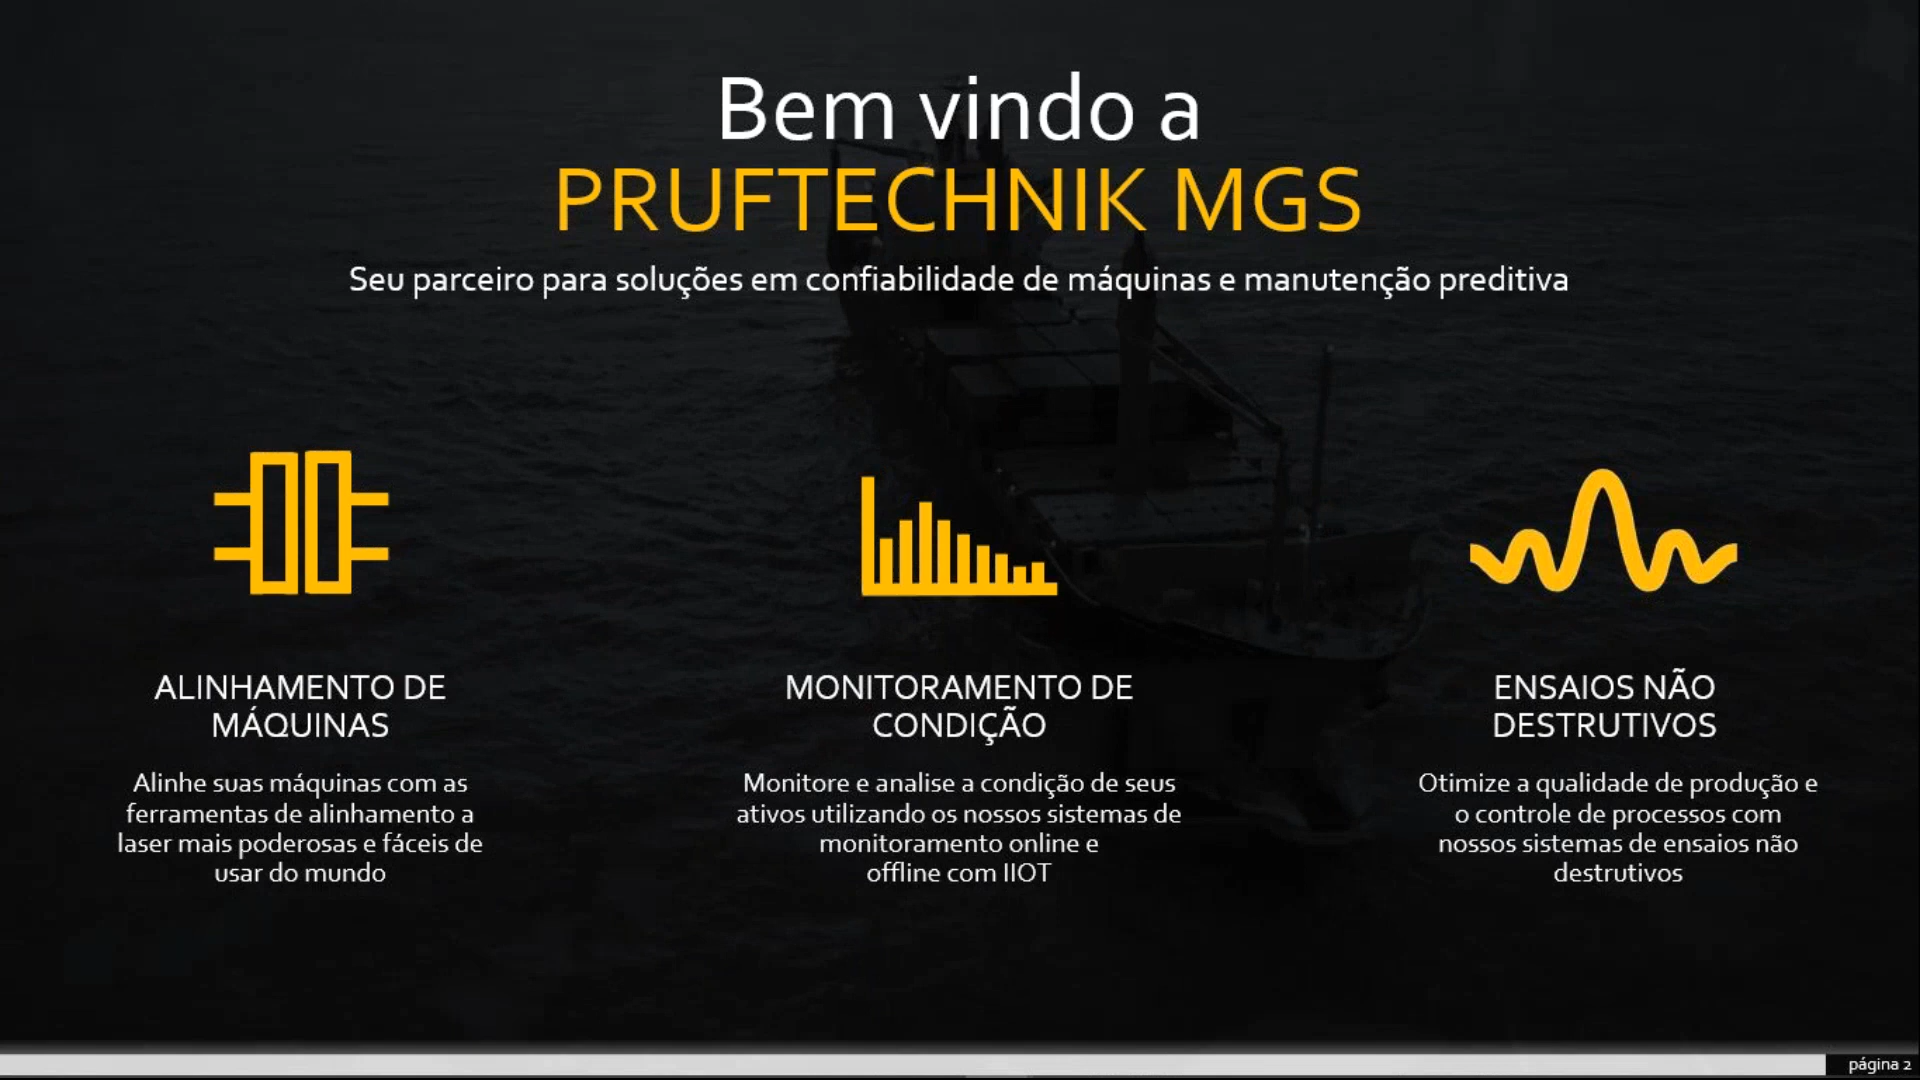 Bem vindo a
PRUFTECHNIK MGS
Seu parceiro para soluções em confiabilidade de máquinas e manutenção preditiva
ALINHAMENTO DE
MÁQUINAS
Alinhe suas máquinas com as
ferramentas de alinhamento a
laser mais poderosas e fáceis de
usar do mundo
MONITORAMENTO DE
CONDIÇÃO
Monitore e analise a condição de seus
ativos utilizando os nossos sistemas de
monitoramento online e
offline com IIOT
ENSAIOS NÃO
DESTRUTIVOS
Otimize a qualidade de produção e
o controle de processos com
nossos sistemas de ensaios não
destrutivos
página 2